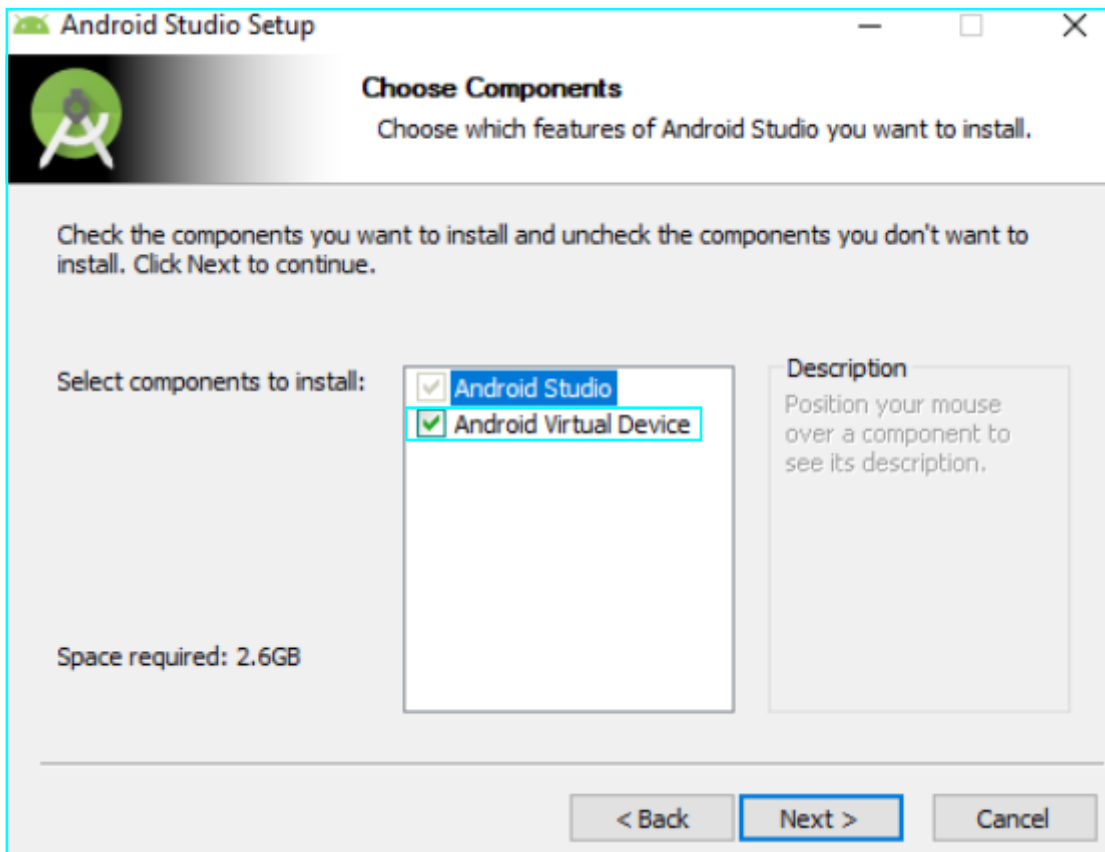 Android Studio Setup
Choose Components
Choose which features of Android Studio you want to install.
Check the components you want to install and uncheck the components you don't want to
install. Click Next to continue.
Select components to install:
Android Studio
Android Virtual Device
Description
Position your mouse
over a component to
see its description.
Space required: 2.6GB
< Back
Next >
Cancel